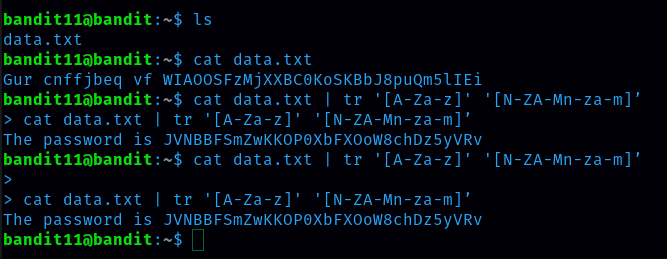 bandit11@bandit:~$ ls
data.txt
bandit11@bandit:~$ cat data.txt
Gur cnffjbeq vf WIAOOSFzMjXXBC0KoSKBbJ8puQm5lIEi
bandit11@bandit:~$ cat data.txt | tr '[A-Za-z]' '[N-ZA-Mn-za-m]’
> cat data.txt | tr '[A-Za-z]' '[N-ZA-Mn-za-m]’
The password is JVNBBFSmZwKKOP0XbFXOoW8chDz5yVRv
bandit11@bandit:~$ cat data.txt | tr '[A-Za-z]' '[N-ZA-Mn-za-m]’
>
> cat data.txt | tr '[A-Za-z]' '[N-ZA-Mn-za-m]’
The password is JVNBBFSmZwKKOP0XbFXOoW8chDz5yVRv
bandit11@bandit:~$